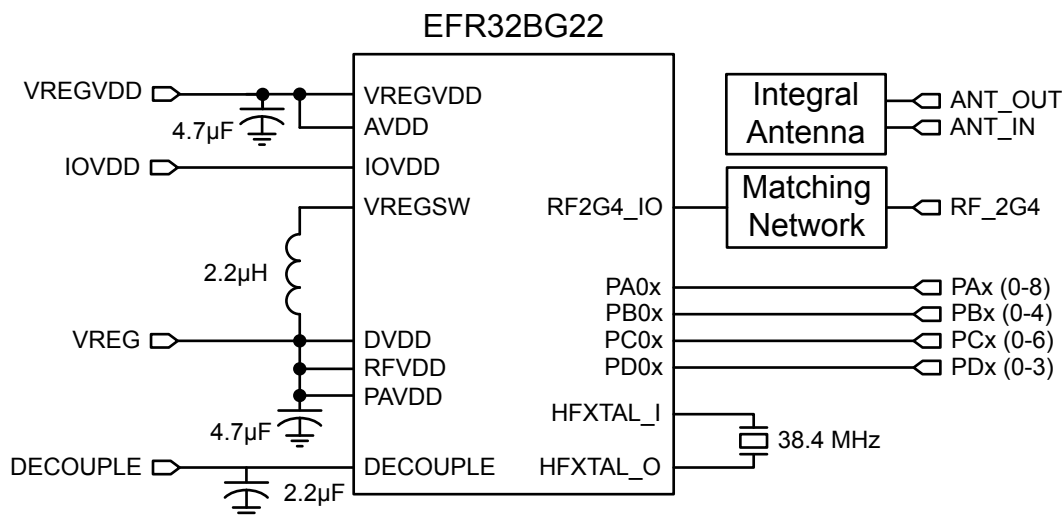 EFR32BG22
VREGVDD
4.7µF
VREGVDD
AVDD
IOVDD
IOVDD
VREGSW
2.2µH
VREG
DVDD
RFVDD
PAVDD
4.7µF
DECOUPLE
DECOUPLE
2.2µF
RF2G4_IO
PA0x
PB0x
PC0x
PD0x
HFXTAL_I
HFXTAL_O
38.4 MHz
Integral
Antenna
ANT_OUT
ANT_IN
Matching
Network
RF_2G4
PAx (0-8)
PBx (0-4)
PCx (0-6)
PDx (0-3)